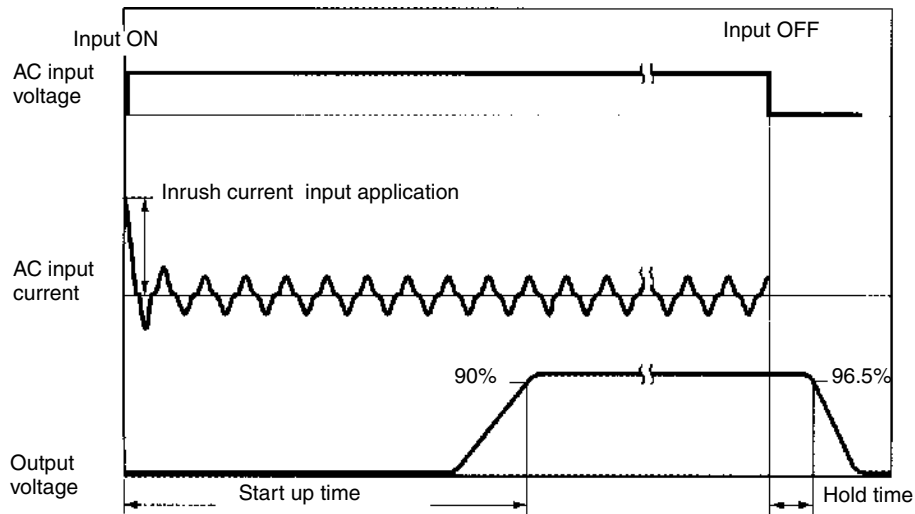 Input ON
Input OFF
AC input
voltage
Inrush current input application
AC input
current
90%
96.5%
Output
voltage
Start up time
Hold time